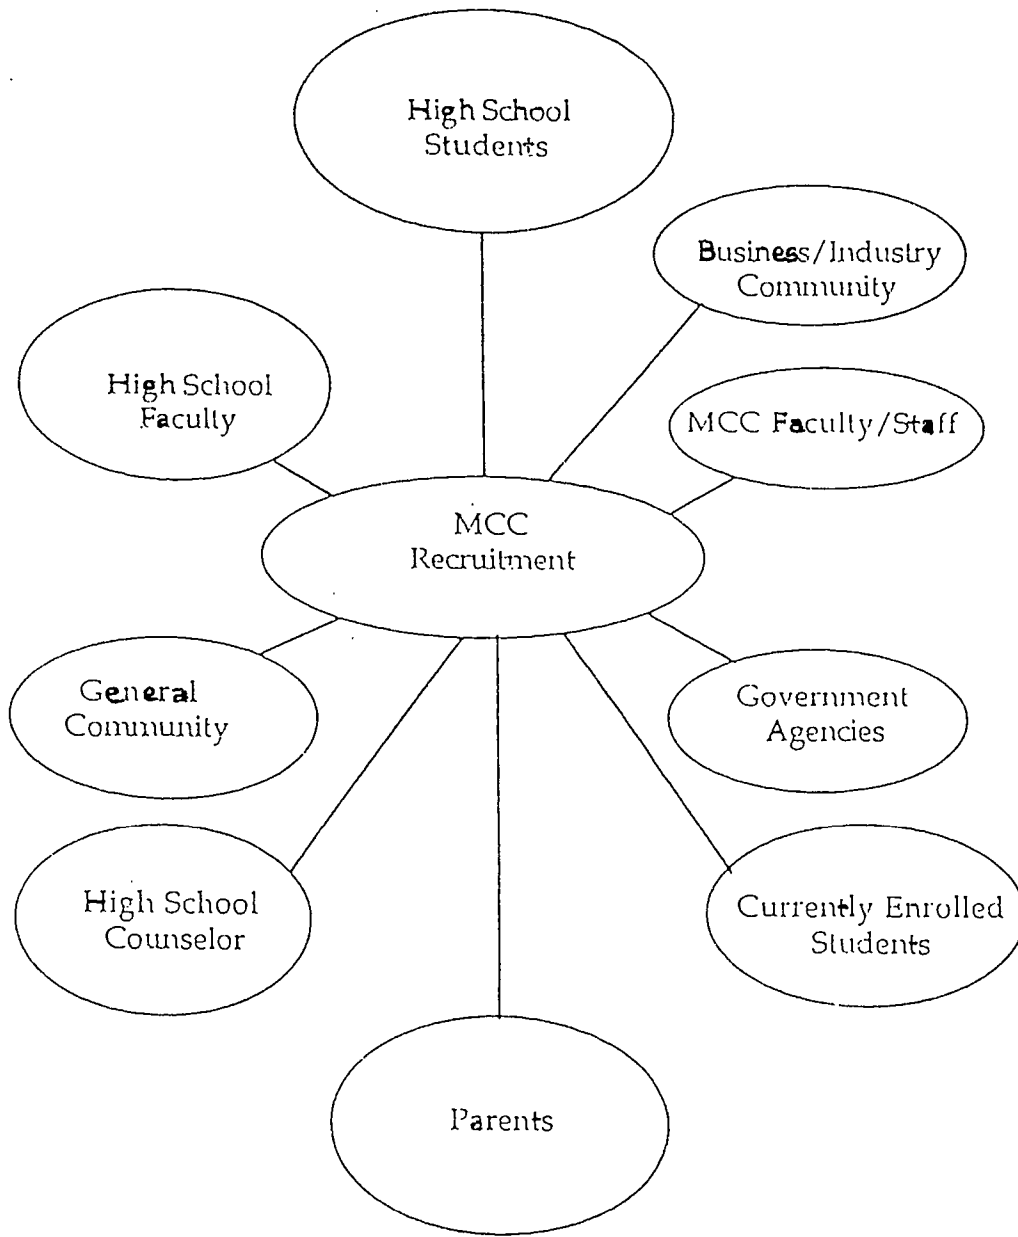 High School
Students
Business/Industry
Community
High School
Faculty
MCC Faculty/Staff
MCC
Recruitment
General
Community
Government
Agencies
High School
Counselor
Currently Enrolled
Students
Parents